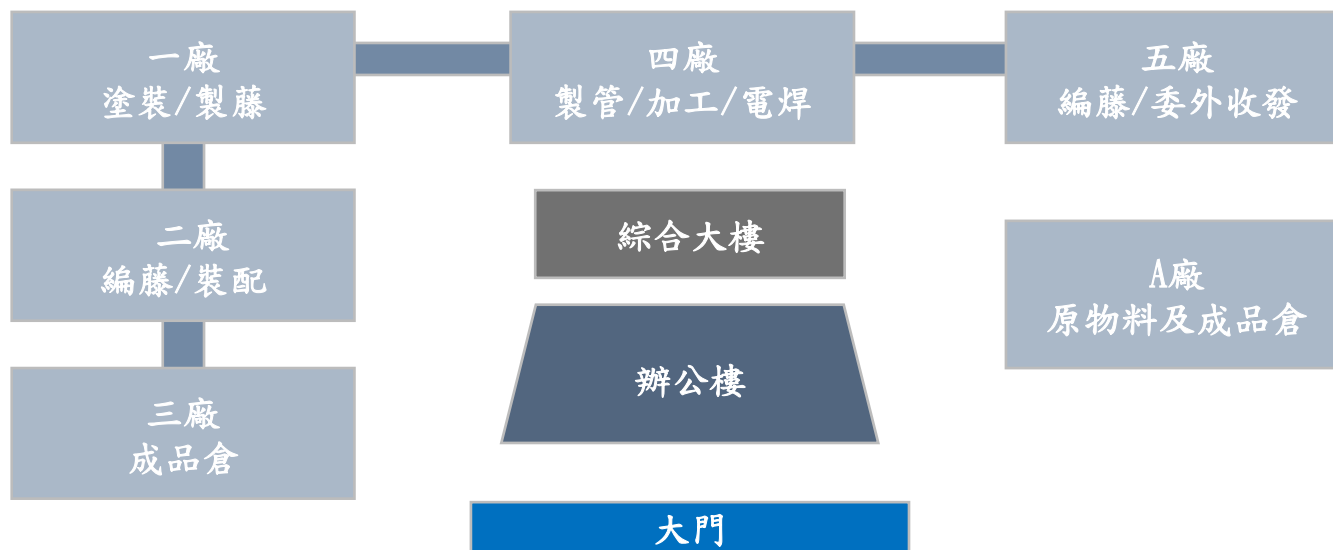 一廠
塗裝/製藤
四廠
製管/加工/電焊
五廠
編藤/委外收發
二廠
編藤/裝配
綜合大樓
A廠
原物料及成品倉
辦公樓
三廠
成品倉
大門